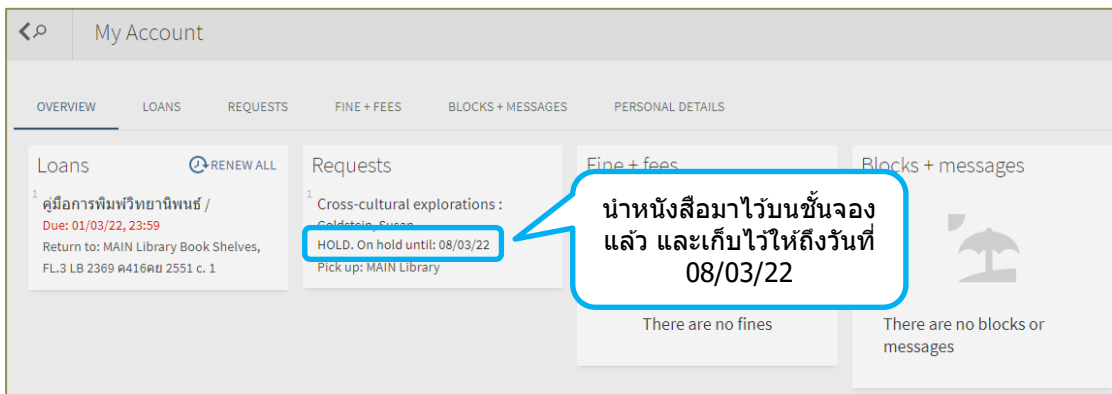 My Account
OVERVIEW LOANS REQUESTS FINE + FEES BLOCKS + MESSAGES PERSONAL DETAILS
Loans RENEW ALL
1
คู่มือการพิมพ์วิทยานิพนธ์ /
Due: 01/03/22, 23:59
Return to: MAIN Library Book Shelves,
FL.3 LB 2369 ค416คย 2551 c. 1
Requests
1
Cross-cultural explorations :
Goldstein, Susan
HOLD. On hold until: 08/03/22
Pick up: MAIN Library
Fine + fees
นำหนังสือมาไว้บนชั้นจอง
แล้ว และเก็บไว้ให้ถึงวันที่
08/03/22
There are no fines
Blocks + messages
There are no blocks or
messages